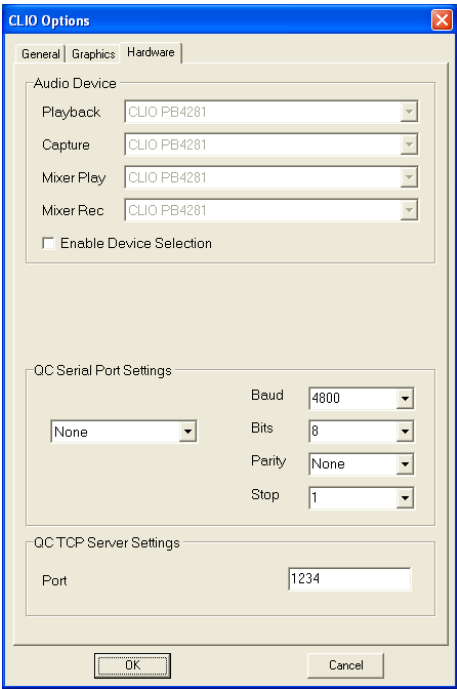 CLIO Options
General Graphics Hardware
Audio Device
Playback CLIO PB4281
Capture CLIO PB4281
Mixer Play CLIO PB4281
Mixer Rec CLIO PB4281
Enable Device Selection
QC Serial Port Settings
Baud 4800
None Bits 8
Parity None
Stop 1
QC TCP Server Settings
Port 1234
OK Cancel